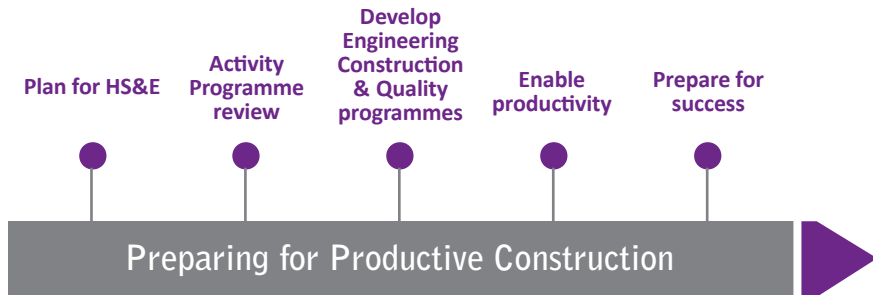 Plan for HS&E
Activity
Programme
review
Develop
Engineering
Construction
& Quality
programmes
Enable
productivity
Prepare for
success
Preparing for Productive Construction